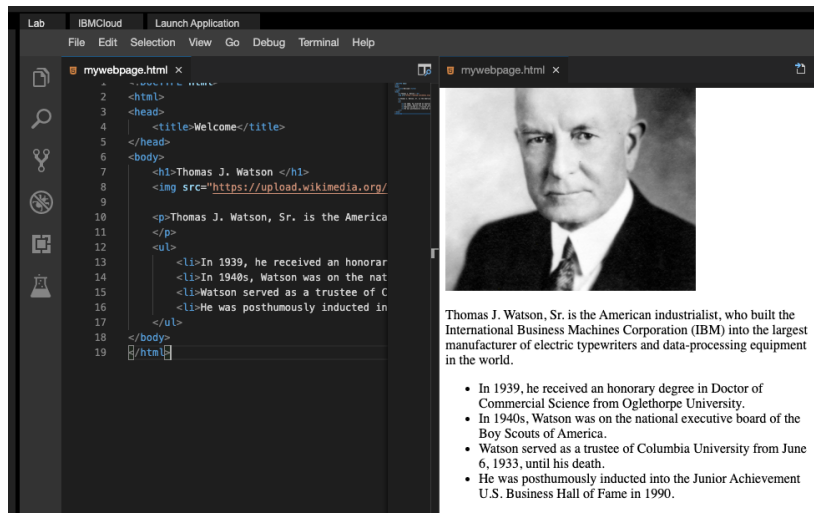 Lab IBMCloud Launch Application
File Edit Selection View Go Debug Terminal Help
mywebpage.html ×
1 <!DOCTYPE html>
2 <html>
3 <head>
4 <title>Welcome</title>
5 </head>
6 <body>
7 <h1>Thomas J. Watson </h1>
8 <img src="https://upload.wikimedia.org/
9
10 <p>Thomas J. Watson, Sr. is the America
11 </p>
12 <ul>
13 <li>In 1939, he received an honorar
14 <li>In 1940s, Watson was on the nat
15 <li>Watson served as a trustee of C
16 <li>He was posthumously inducted in
17 </ul>
18 </body>
19 </html>
mywebpage.html ×
Thomas J. Watson, Sr. is the American industrialist, who built the
International Business Machines Corporation (IBM) into the largest
manufacturer of electric typewriters and data-processing equipment
in the world.
• In 1939, he received an honorary degree in Doctor of
Commercial Science from Oglethorpe University.
• In 1940s, Watson was on the national executive board of the
Boy Scouts of America.
• Watson served as a trustee of Columbia University from June
6, 1933, until his death.
• He was posthumously inducted into the Junior Achievement
U.S. Business Hall of Fame in 1990.